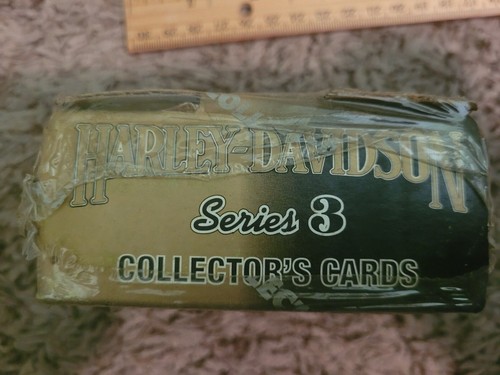 HARLEY-DAVIDSON
Series 3
COLLECTOR'S CARDS